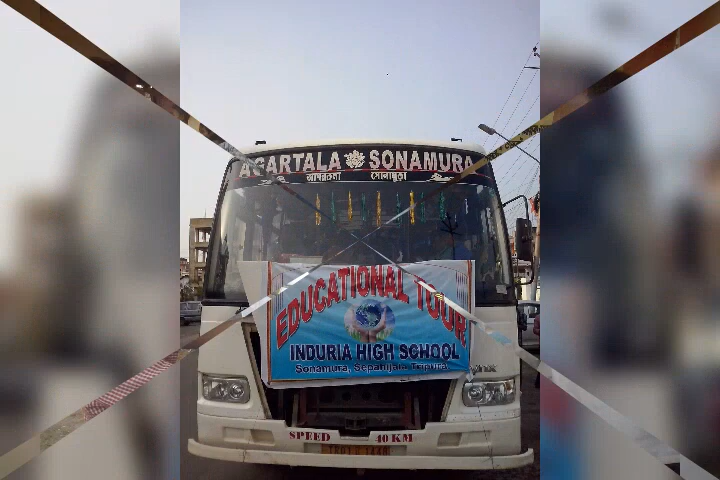 AGARTALA SONAMURA
আগরতলা সোনামুড়া
EDUCATIONAL TOUR
INDURIA HIGH SCHOOL
Sonamura, Sepahijala, Tripura
SPEED 40 KM